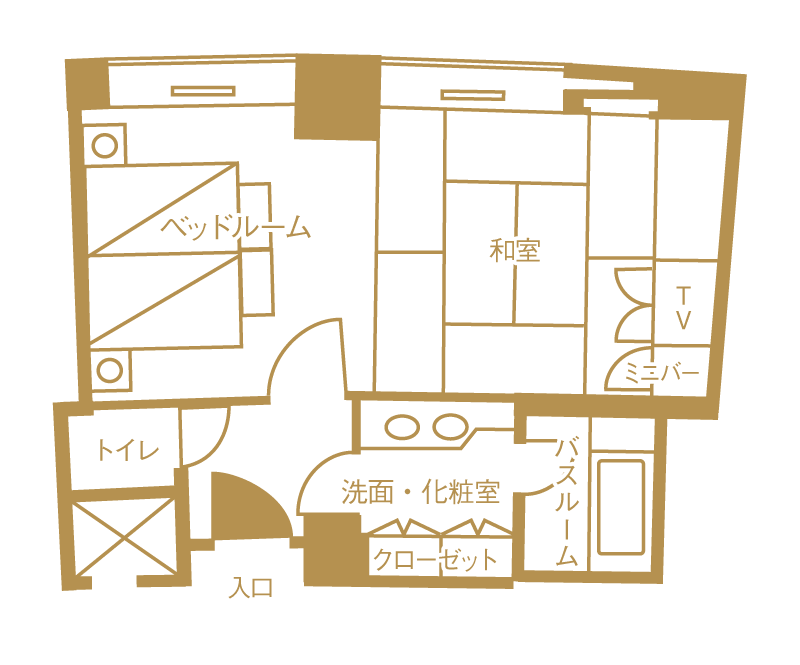 ベッドルーム
和室
TV
ミニバー
トイレ
洗面・化粧室
バスルーム
クローゼット
入口